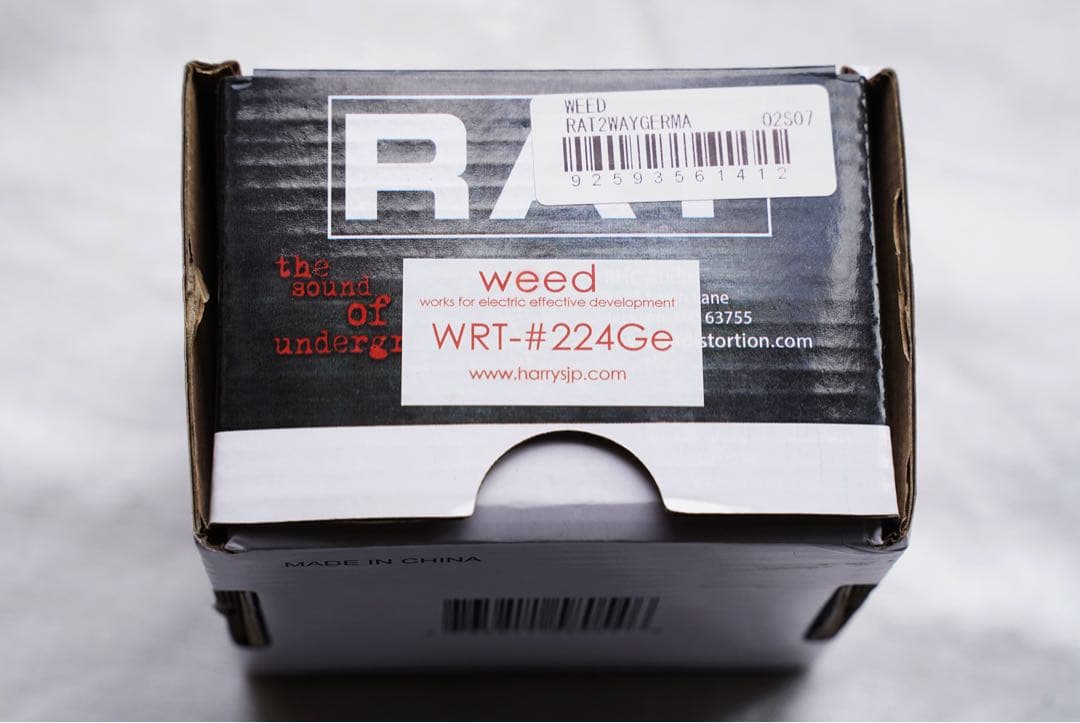 WEED
RAT2WAYGERMA 02S07
92593561412
RAT
the
sound
of
undergr
weed
works for electric effective development
WRT-#224Ge
www.harrysjp.com
ane
63755
stortion.com
MADE IN CHINA